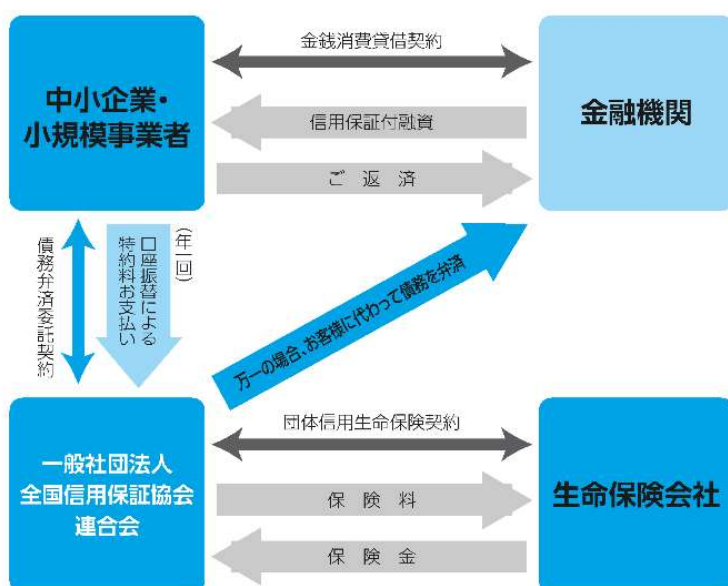 中小企業・
小規模事業者
金銭消費貸借契約
信用保証付融資
ご返済
金融機関
債務弁済委託契約
(年一回)
口座振替による
特約料お支払い
万一の場合、お客様に代わって債務を弁済
一般社団法人
全国信用保証協会
連合会
団体信用生命保険契約
保険料
保険金
生命保険会社